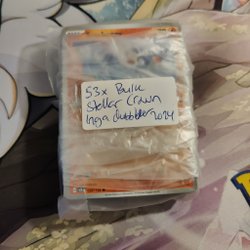 53x Bulk
Stellar Crown
Inga dubbletter
2024